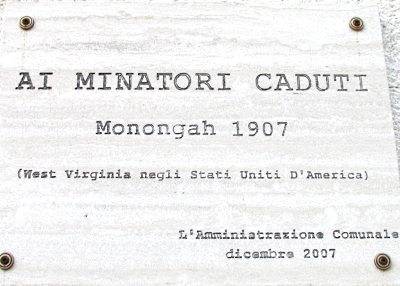 AI MINATORI CADUTI
Monongah 1907
(West Virginia negli Stati Uniti D'America)
L'Amministrazione Comunale
dicembre 2007